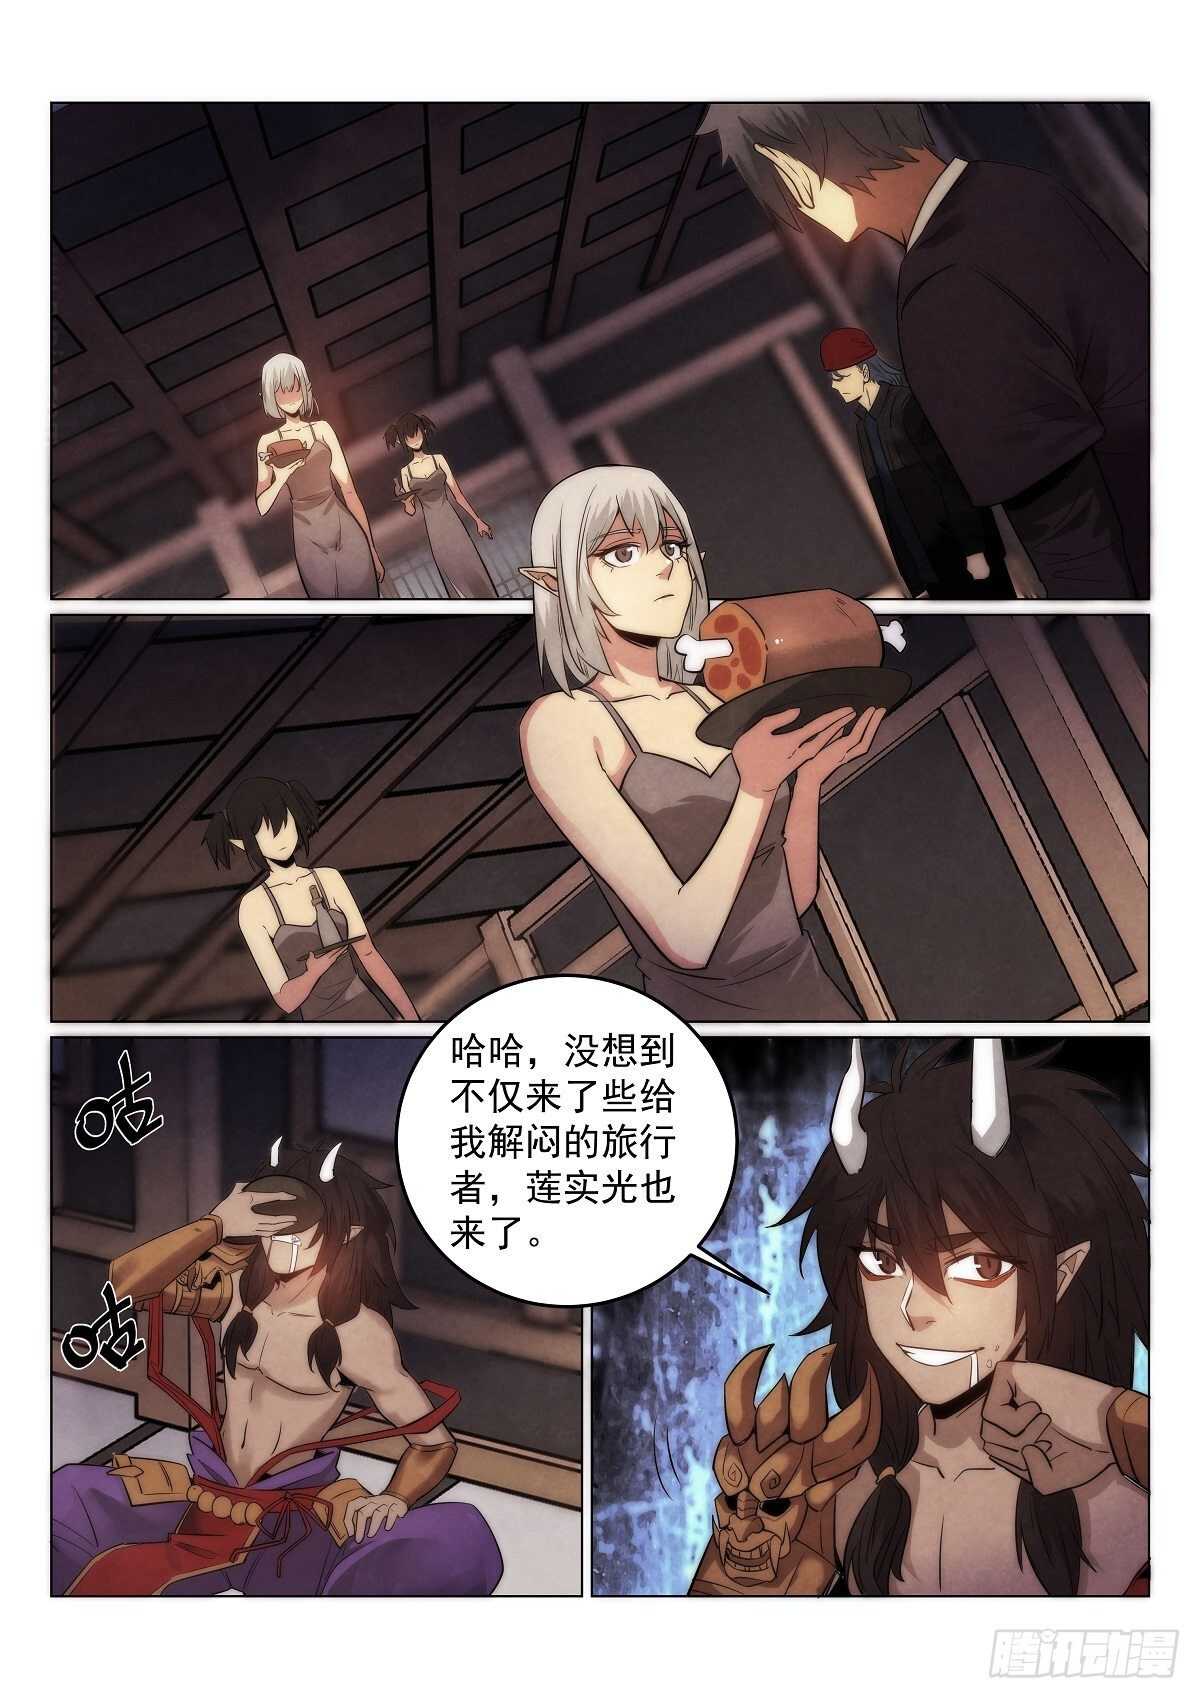 咕
咕
哈哈，没想到
不仅来了些给
我解闷的旅行
者，莲实光也
来了。
腾讯动漫